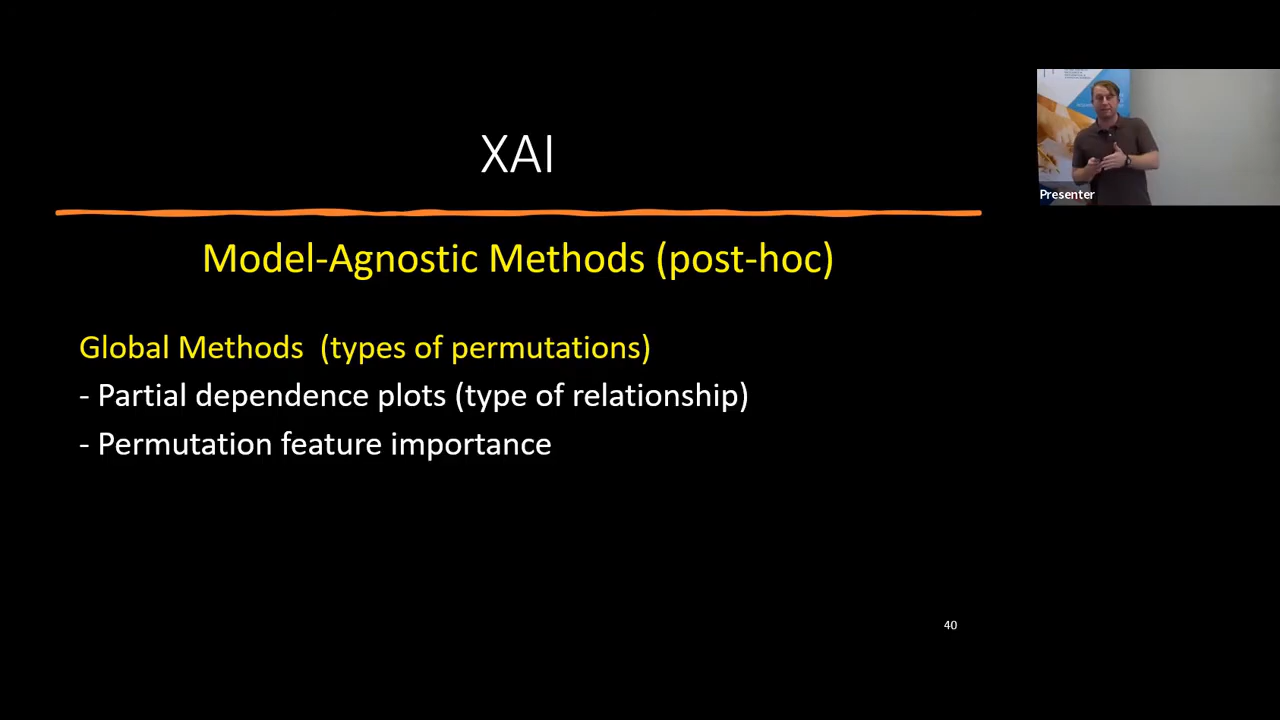 XAI
Model-Agnostic Methods (post-hoc)
Global Methods (types of permutations)
- Partial dependence plots (type of relationship)
- Permutation feature importance
40
Presenter